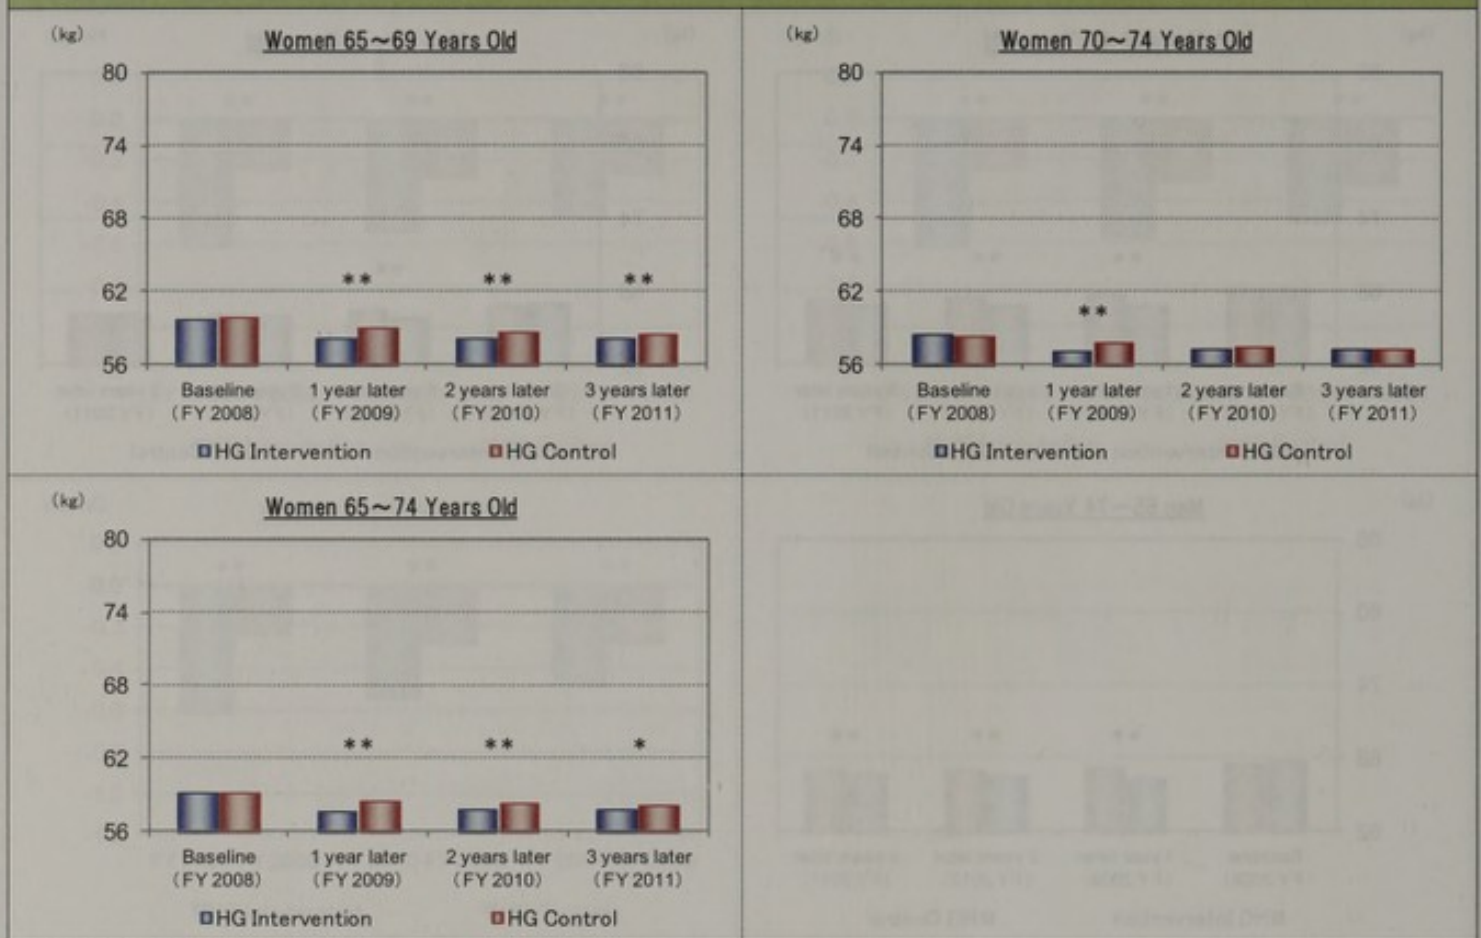 (kg)
Women 65～69 Years Old
80
74
68
62
56
** ** **
Baseline 1 year later 2 years later 3 years later
(FY 2008) (FY 2009) (FY 2010) (FY 2011)
HG Intervention HG Control
(kg)
Women 70～74 Years Old
80
74
68
62
56
**
Baseline 1 year later 2 years later 3 years later
(FY 2008) (FY 2009) (FY 2010) (FY 2011)
HG Intervention HG Control
(kg)
Women 65～74 Years Old
80
74
68
62
56
** ** *
Baseline 1 year later 2 years later 3 years later
(FY 2008) (FY 2009) (FY 2010) (FY 2011)
HG Intervention HG Control